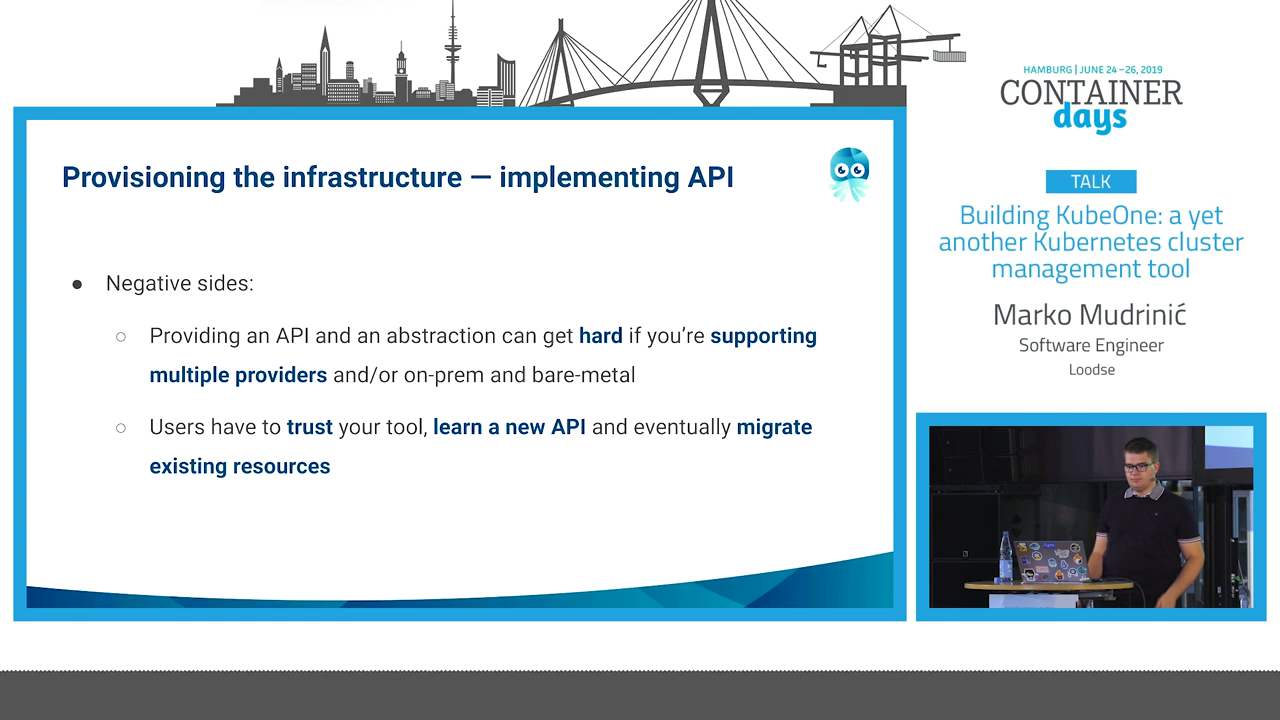 HAMBURG | JUNE 24 – 26, 2019
CONTAINER
days
TALK
Building KubeOne: a yet
another Kubernetes cluster
management tool
Marko Mudrinić
Software Engineer
Loodse
Provisioning the infrastructure — implementing API
● Negative sides:
○ Providing an API and an abstraction can get hard if you’re supporting
multiple providers and/or on-prem and bare-metal
○ Users have to trust your tool, learn a new API and eventually migrate
existing resources